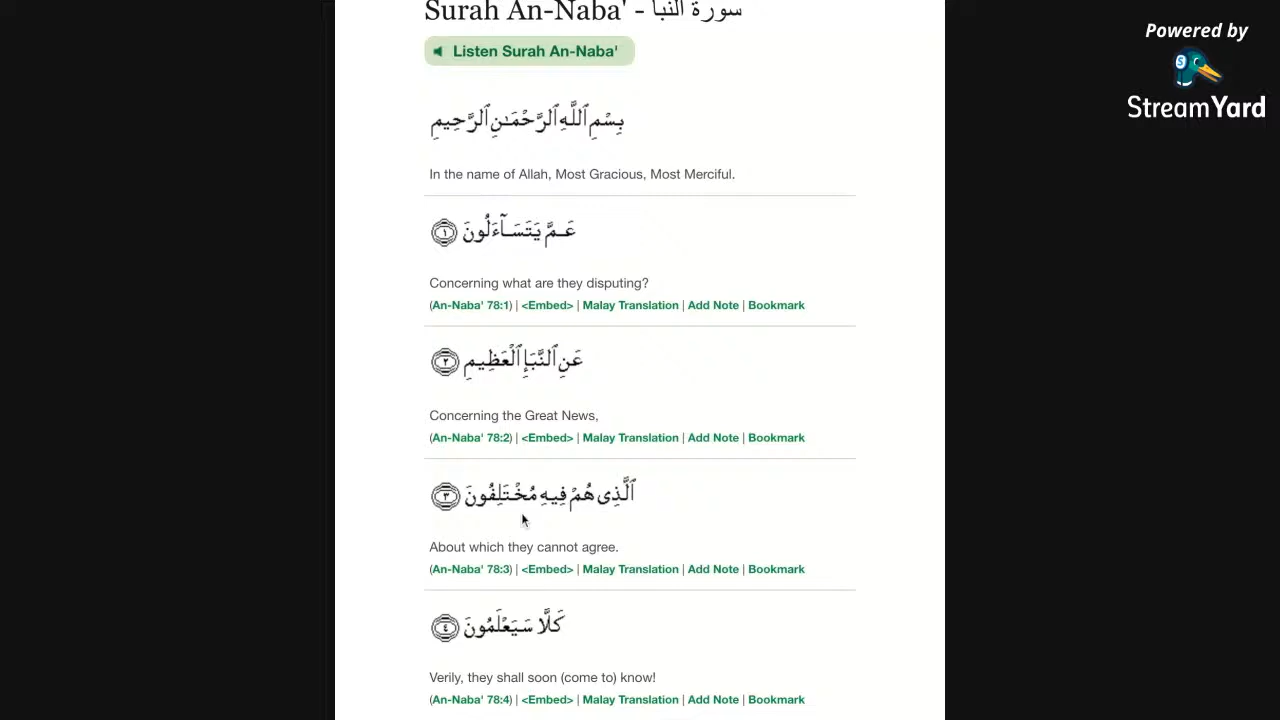 Surah An-Naba' - سورة النبأ
Listen Surah An-Naba'
بِسْمِ ٱللَّهِ ٱلرَّحْمَـٰنِ ٱلرَّحِيمِ
In the name of Allah, Most Gracious, Most Merciful.
عَمَّ يَتَسَآءَلُونَ ١
Concerning what are they disputing?
(An-Naba' 78:1) | <Embed> | Malay Translation | Add Note | Bookmark
عَنِ ٱلنَّبَإِ ٱلْعَظِيمِ ٢
Concerning the Great News,
(An-Naba' 78:2) | <Embed> | Malay Translation | Add Note | Bookmark
ٱلَّذِى هُمْ فِيهِ مُخْتَلِفُونَ ٣
About which they cannot agree.
(An-Naba' 78:3) | <Embed> | Malay Translation | Add Note | Bookmark
كَلَّا سَيَعْلَمُونَ ٤
Verily, they shall soon (come to) know!
(An-Naba' 78:4) | <Embed> | Malay Translation | Add Note | Bookmark
Powered by
StreamYard